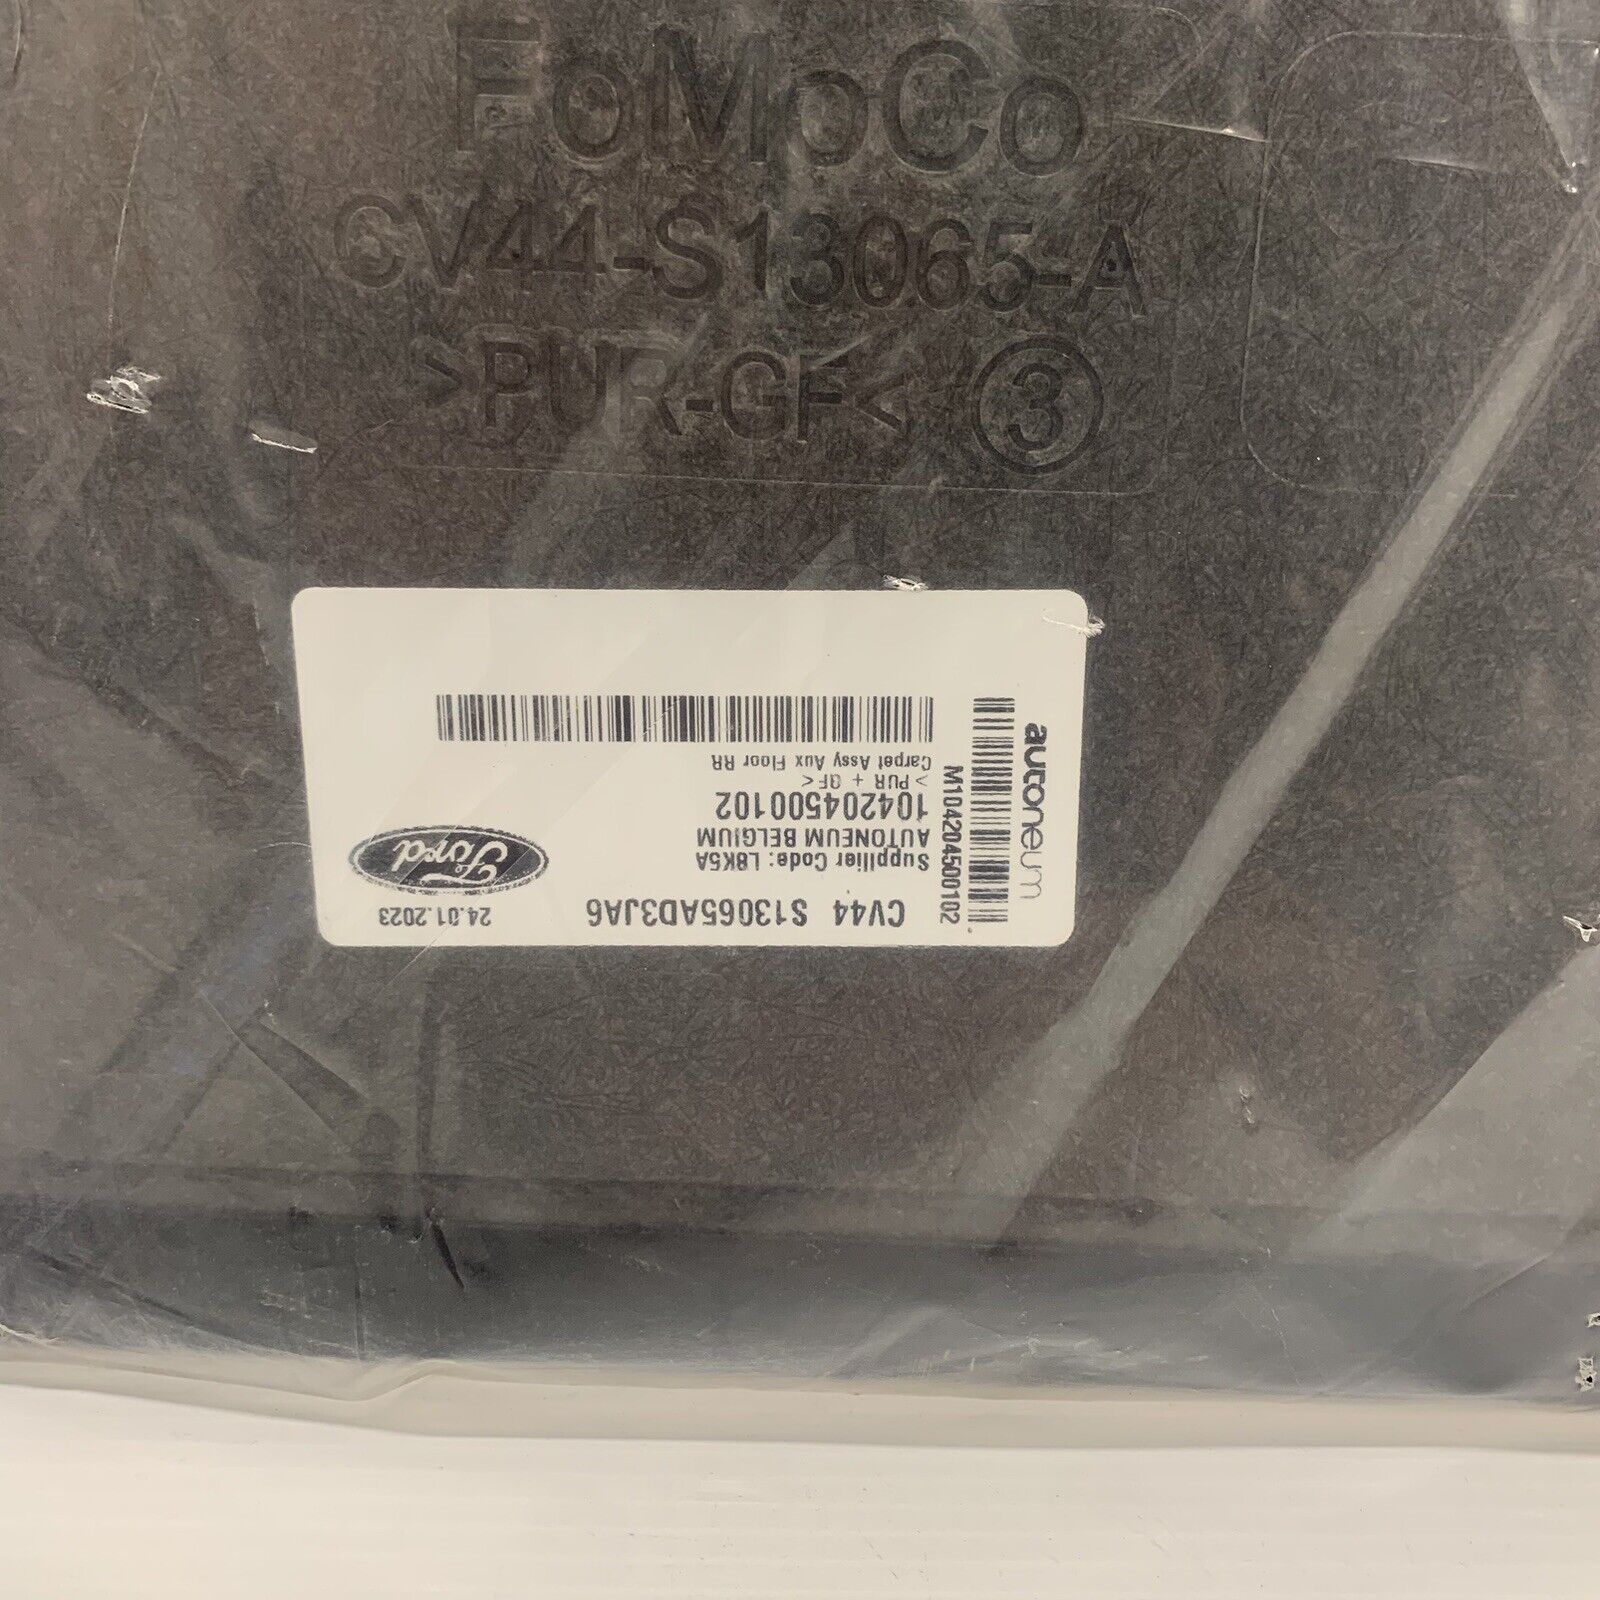 FoMoCo
CV44-S13065-A
>PUR-GF< 3
CV44 S13065AD3JA6
24.01.2023
Supplier Code: L8K5A
AUTONEUM BELGIUM
Ford
104204500102
> PUR + GF<
Carpet Assy Aux Floor RR
autoneum
M104204500102